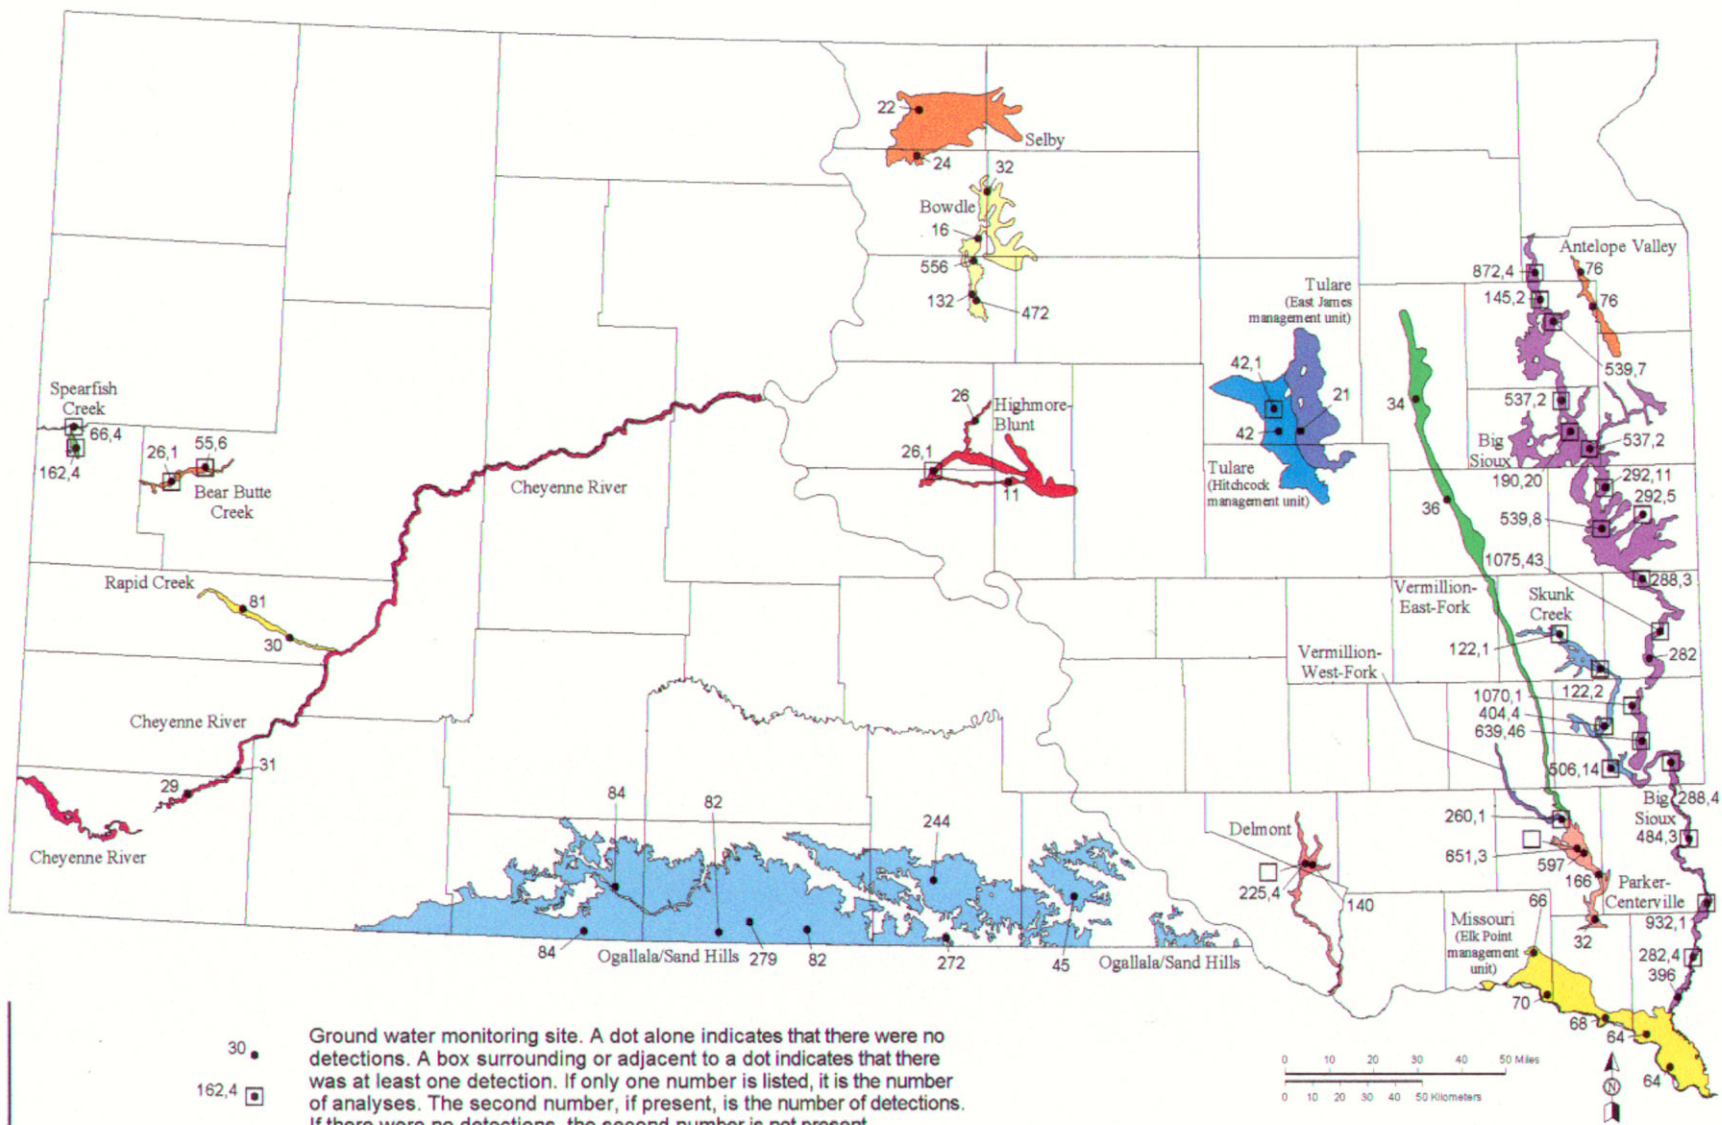 22
Selby
24
32
Bowdle
16
556
132
472
Antelope Valley
872,4
76
145,2
76
539,7
Tulare
(East James
management unit)
42,1
21
42
Tulare
(Hitchcock
management unit)
34
36
537,2
Big
Sioux
537,2
190,20
292,11
292,5
539,8
1075,43
288,3
Spearfish
Creek
66,4
162,4
26,1
55,6
Bear Butte
Creek
Cheyenne River
26
Highmore-
Blunt
26,1
11
Rapid Creek
81
30
Cheyenne River
31
29
Cheyenne River
Vermillion-
East-Fork
Skunk
Creek
122,1
282
Vermillion-
West-Fork
122,2
1070,1
404,4
639,46
506,14
Big
288,4
Sioux
484,3
84
82
244
84
Ogallala/Sand Hills
279
82
272
45
Ogallala/Sand Hills
Delmont
225,4
140
260,1
651,3
597
166
Parker-
Centerville
32
932,1
282,4
396
66
Missouri
(Elk Point
management
unit)
70
68
64
64
0 10 20 30 40 50 Miles
0 10 20 30 40 50 Kilometers
N
30
162,4
Ground water monitoring site. A dot alone indicates that there were no
detections. A box surrounding or adjacent to a dot indicates that there
was at least one detection. If only one number is listed, it is the number
of analyses. The second number, if present, is the number of detections.
If there were no detections, the second number is not present.